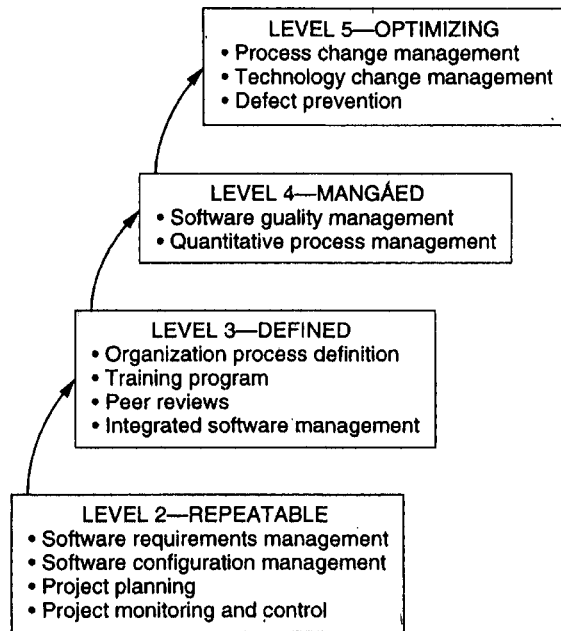 LEVEL 5—OPTIMIZING
• Process change management
• Technology change management
• Defect prevention
LEVEL 4—MANGAED
• Software guality management
• Quantitative process management
LEVEL 3—DEFINED
• Organization process definition
• Training program
• Peer reviews
• Integrated software management
LEVEL 2—REPEATABLE
• Software requirements management
• Software configuration management
• Project planning
• Project monitoring and control